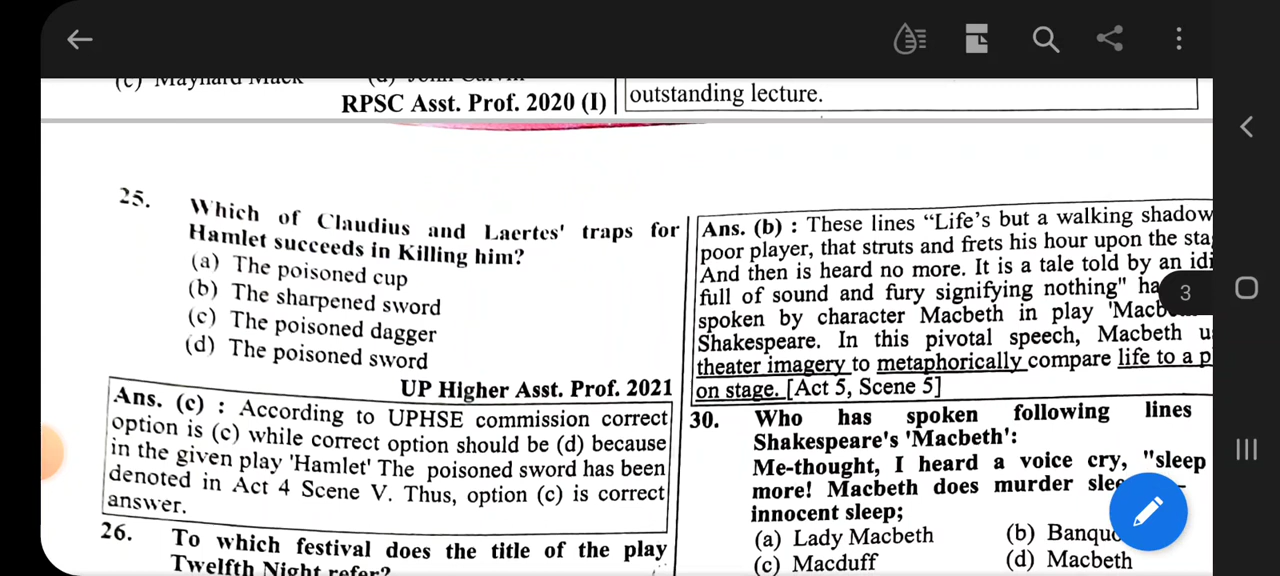 (c) Maynard Mack
RPSC Asst. Prof. 2020 (I)
25. Which of Claudius and Laertes' traps for
Hamlet succeeds in Killing him?
(a) The poisoned cup
(b) The sharpened sword
(c) The poisoned dagger
(d) The poisoned sword
UP Higher Asst. Prof. 2021
Ans. (c) : According to UPHSE commission correct
option is (c) while correct option should be (d) because
in the given play 'Hamlet' The poisoned sword has been
denoted in Act 4 Scene V. Thus, option (c) is correct
answer.
26. To which festival does the title of the play
Twelfth Night refer?
outstanding lecture.
Ans. (b) : These lines "Life's but a walking shadow
poor player, that struts and frets his hour upon the sta
And then is heard no more. It is a tale told by an idi
full of sound and fury signifying nothing" ha
spoken by character Macbeth in play 'Macb
Shakespeare. In this pivotal speech, Macbeth u
theater imagery to metaphorically compare life to a p
on stage. [Act 5, Scene 5]
30. Who has spoken following lines
Shakespeare's 'Macbeth':
Me-thought, I heard a voice cry, "sleep
more! Macbeth does murder slee
innocent sleep;
(a) Lady Macbeth (b) Banquo
(c) Macduff (d) Macbeth
3